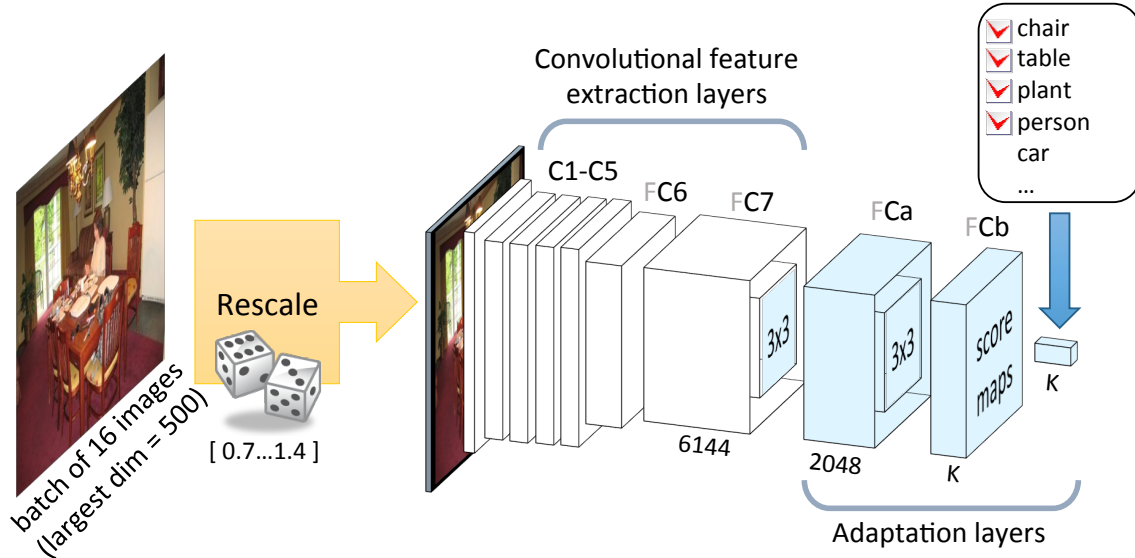 chair
table
plant
person
car
...
Convolutional feature
extraction layers
C1-C5
FC6
FC7
FCa
FCb
Rescale
[ 0.7...1.4 ]
batch of 16 images
(largest dim = 500)
3x3
3x3
score
maps
K
6144
2048
K
Adaptation layers